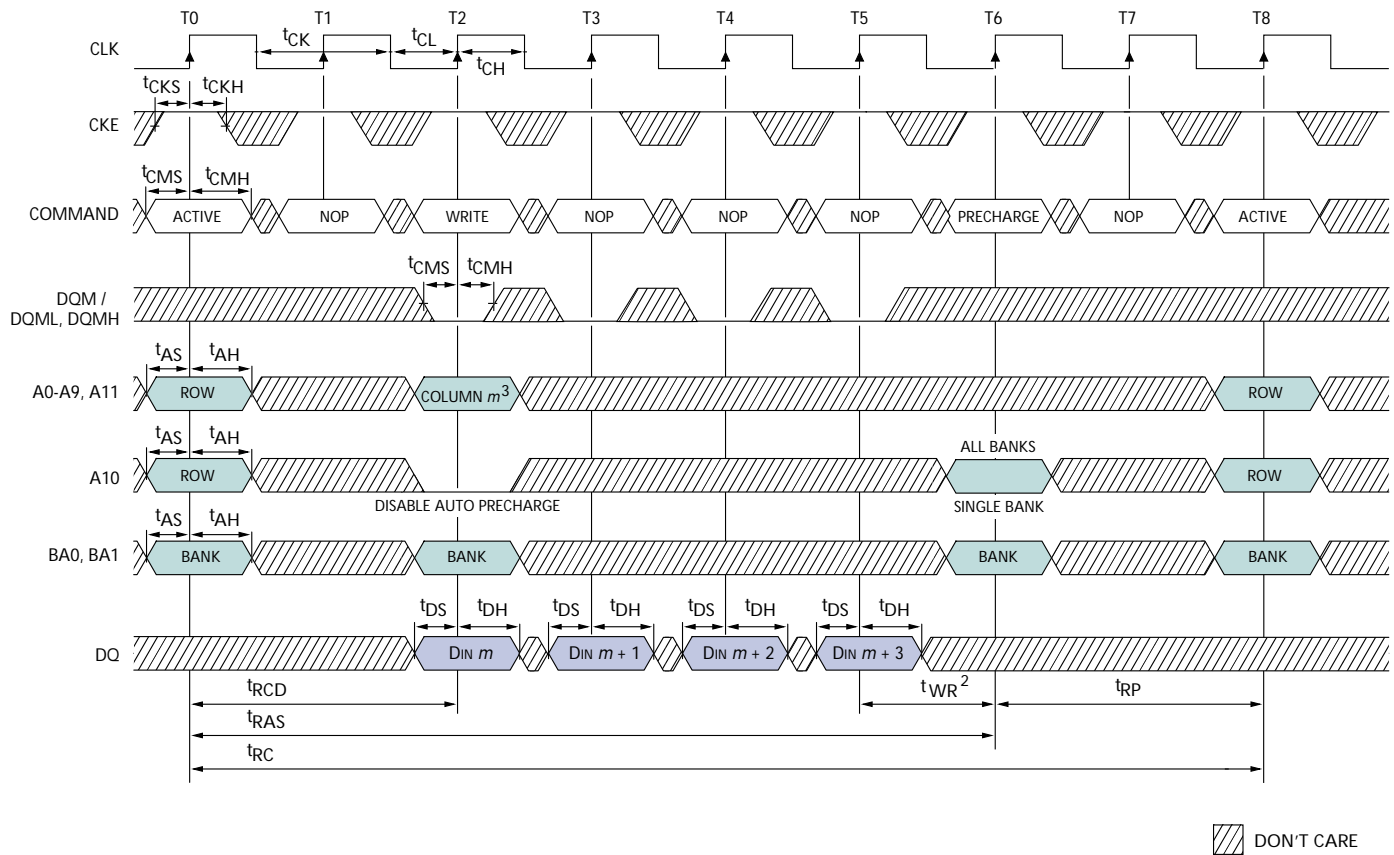 T0 T1 T2 T3 T4 T5 T6 T7 T8
CLK
tCK tCL
tCH
tCKS tCKH
CKE
tCMS tCMH
COMMAND ACTIVE NOP WRITE NOP NOP NOP PRECHARGE NOP ACTIVE
tCMS tCMH
DQM /
DQML, DQMH
tAS tAH
A0-A9, A11 ROW COLUMN m3 ROW
tAS tAH
ALL BANKS
A10 ROW ROW
DISABLE AUTO PRECHARGE SINGLE BANK
tAS tAH
BA0, BA1 BANK BANK BANK BANK
tDS tDH tDS tDH tDS tDH tDS tDH
DQ DIN m DIN m + 1 DIN m + 2 DIN m + 3
tRCD tWR2 tRP
tRAS
tRC
DON'T CARE